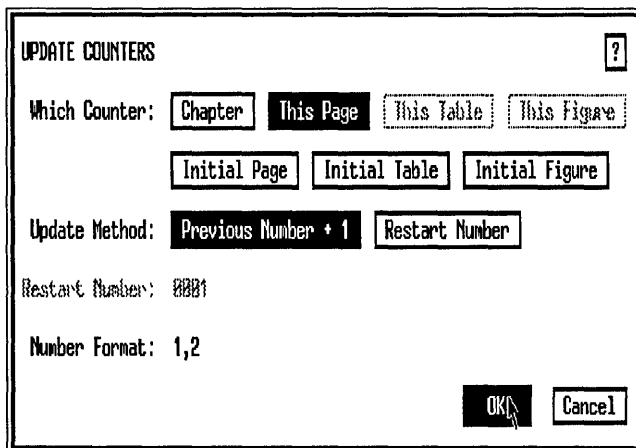 UPDATE COUNTERS ?
Which Counter: Chapter This Page This Table This Figure
Initial Page Initial Table Initial Figure
Update Method: Previous Number + 1 Restart Number
Restart Number: 0001
Number Format: 1,2
OK Cancel